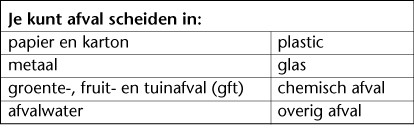 Je kunt afval scheiden in:
papier en karton plastic
metaal glas
groente-, fruit- en tuinafval (gft) chemisch afval
afvalwater overig afval